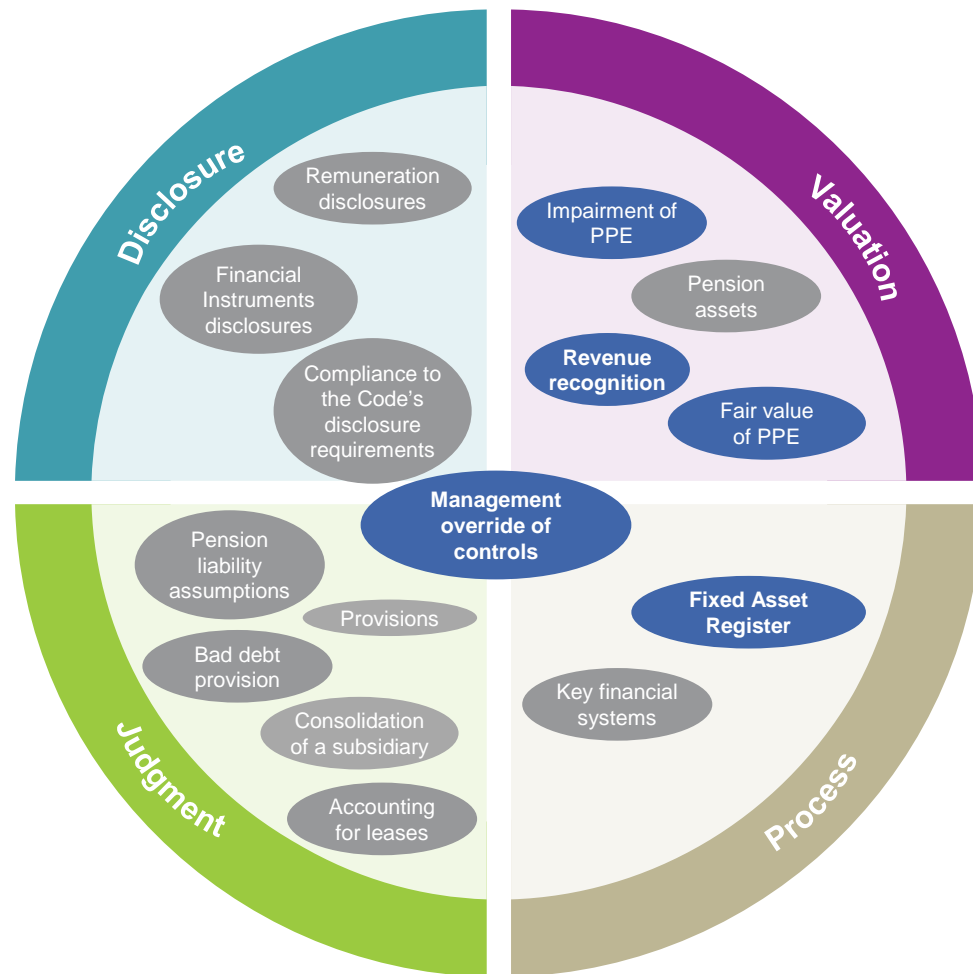 Disclosure
Remuneration
disclosures
Financial
Instruments
disclosures
Compliance to
the Code's
disclosure
requirements
Valuation
Impairment of
PPE
Pension
assets
Revenue
recognition
Fair value
of PPE
Management
override of
controls
Judgment
Pension
liability
assumptions
Provisions
Bad debt
provision
Consolidation
of a subsidiary
Accounting
for leases
Process
Fixed Asset
Register
Key financial
systems